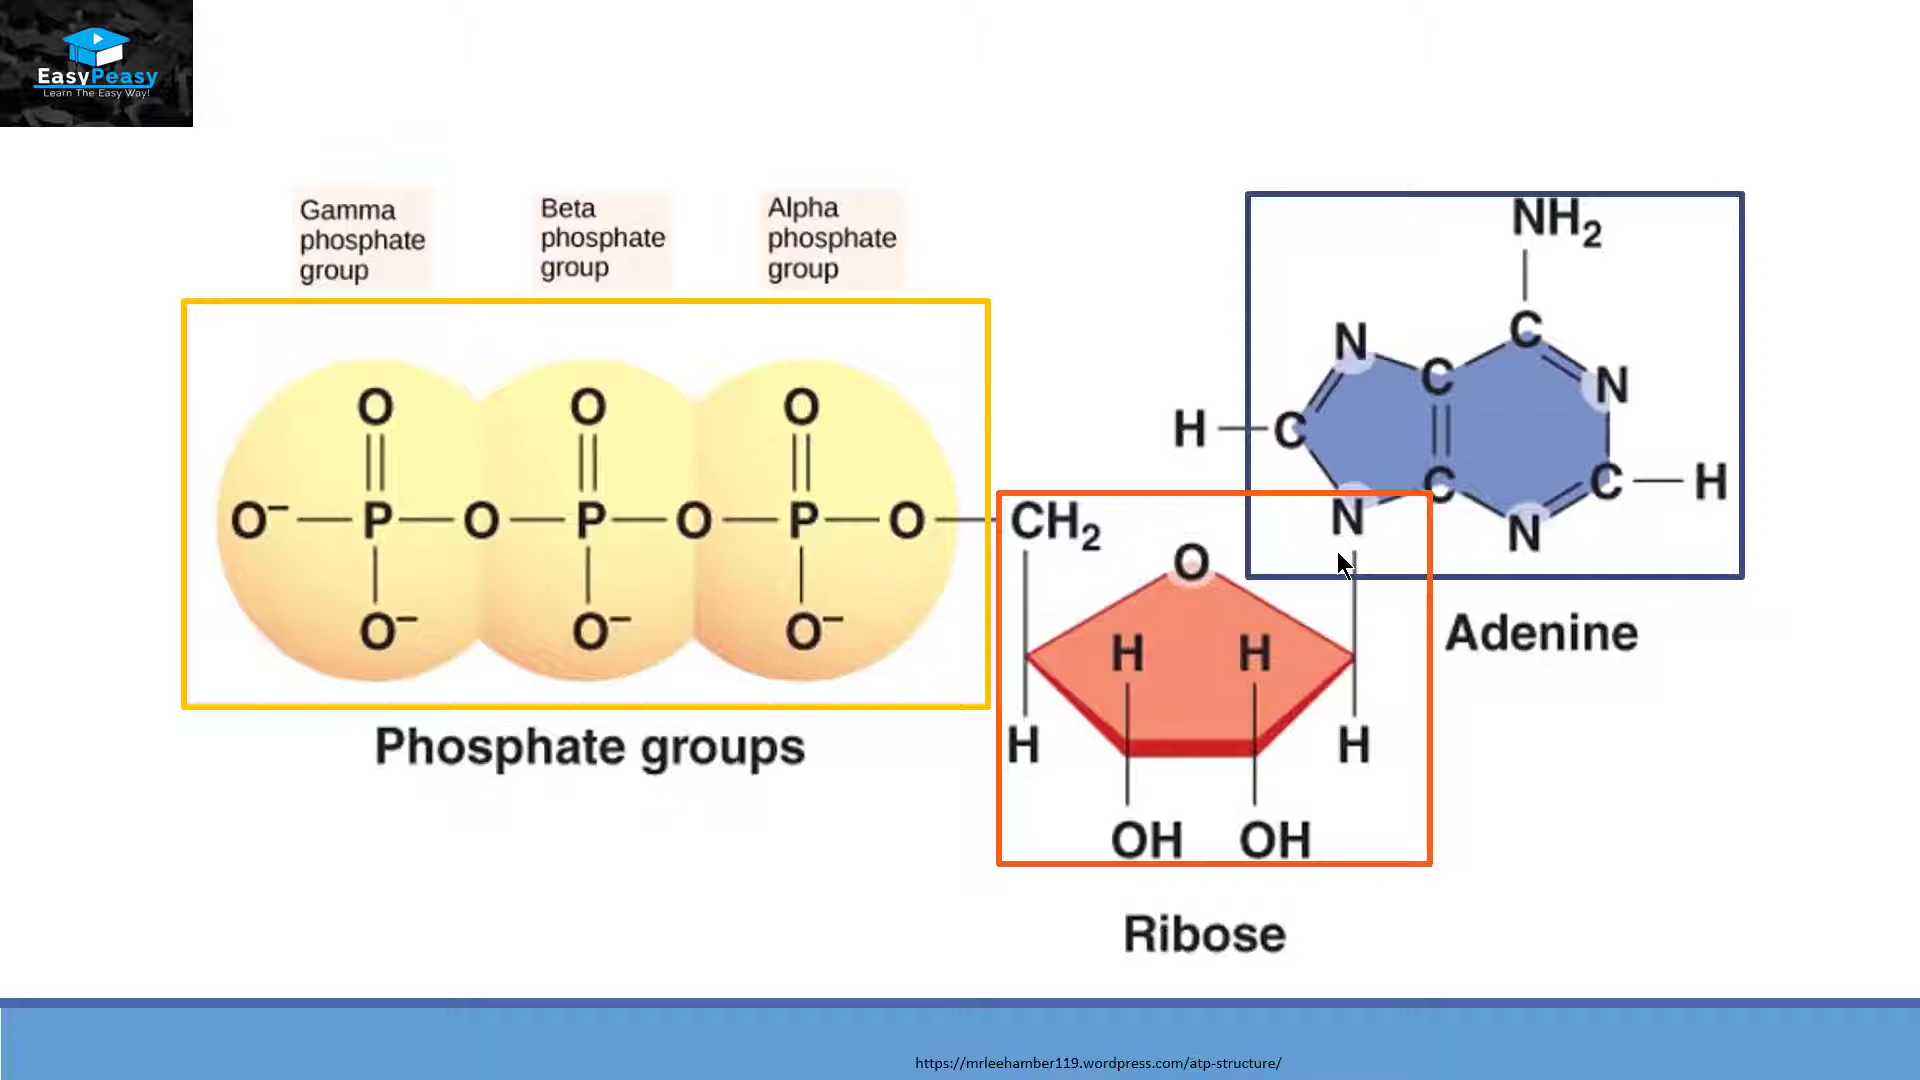 EasyPeasy
Learn The Easy Way!
Gamma
phosphate
group
Beta
phosphate
group
Alpha
phosphate
group
O O O
O⁻ P O P O P O CH₂
O⁻ O⁻ O⁻
Phosphate groups
NH₂
N C
C N
H C
C C H
N N
Adenine
O
H H
H H
OH OH
Ribose
https://mrleehamber119.wordpress.com/atp-structure/